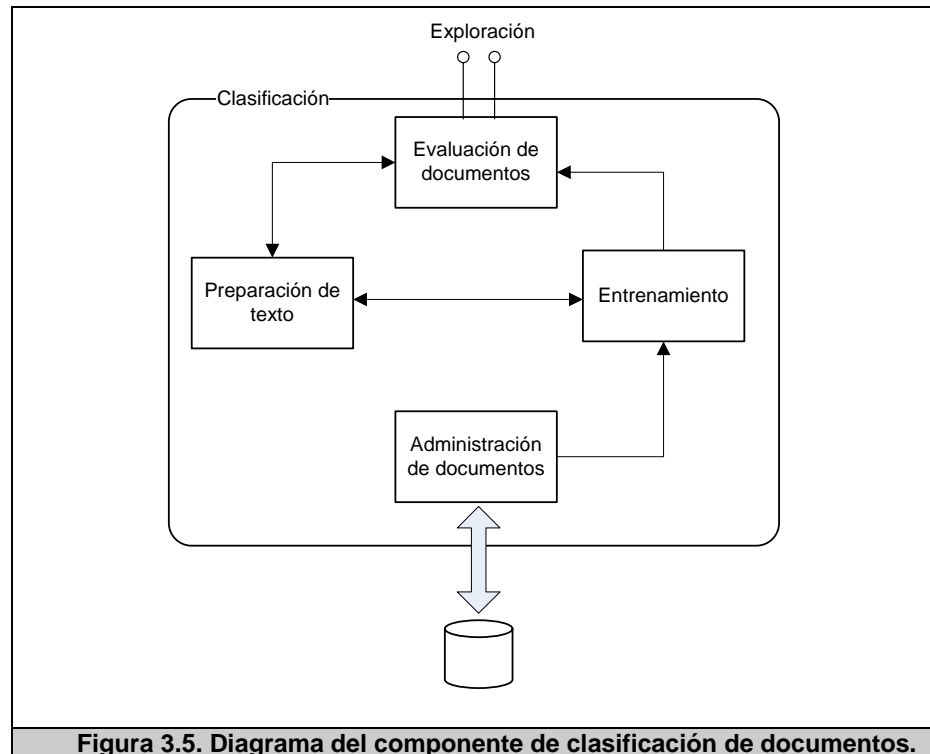 Exploración
Clasificación
Evaluación de
documentos
Preparación de
texto
Entrenamiento
Administración
de documentos
Figura 3.5. Diagrama del componente de clasificación de documentos.